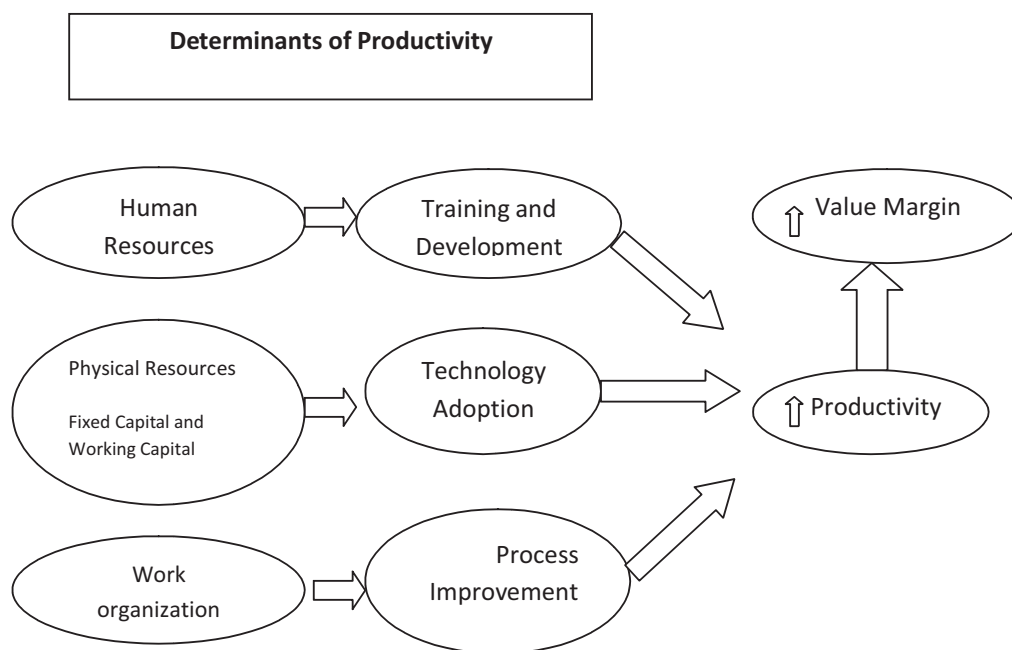 Determinants of Productivity
Human
Resources
Training and
Development
Value Margin
Physical Resources
Fixed Capital and
Working Capital
Technology
Adoption
Productivity
Work
organization
Process
Improvement